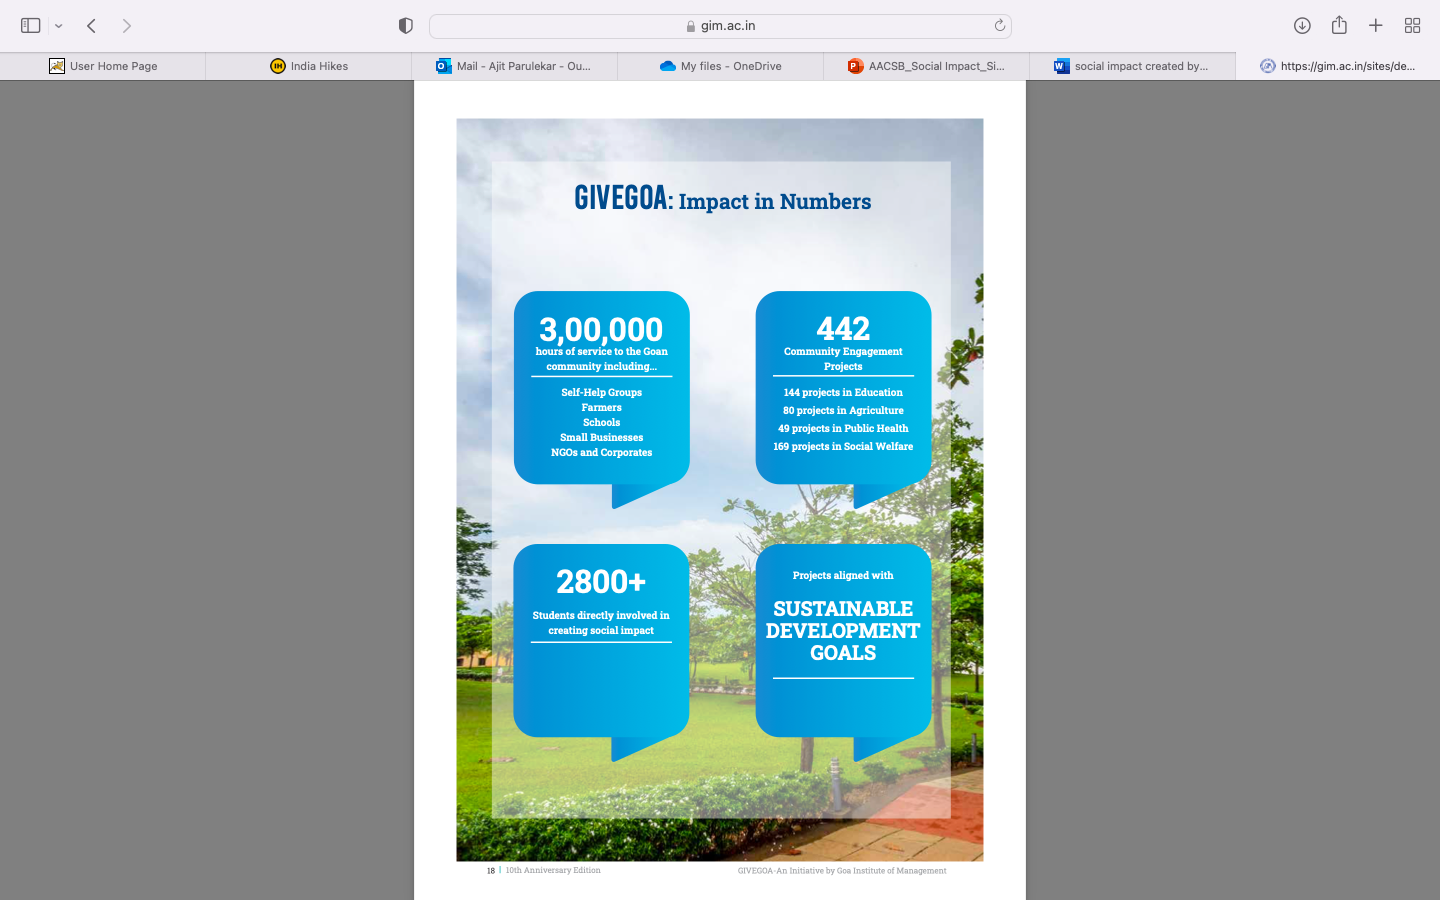 gim.ac.in
User Home Page
India Hikes
Mail - Ajit Parulekar - Ou...
My files - OneDrive
AACSB_Social Impact_Si...
social impact created by...
https://gim.ac.in/sites/de...
GIVEGOA: Impact in Numbers
3,00,000
hours of service to the Goan
community including...
Self-Help Groups
Farmers
Schools
Small Businesses
NGOs and Corporates
442
Community Engagement
Projects
144 projects in Education
80 projects in Agriculture
49 projects in Public Health
169 projects in Social Welfare
2800+
Students directly involved in
creating social impact
Projects aligned with
SUSTAINABLE
DEVELOPMENT
GOALS
18 | 10th Anniversary Edition
GIVEGOA-An Initiative by Goa Institute of Management